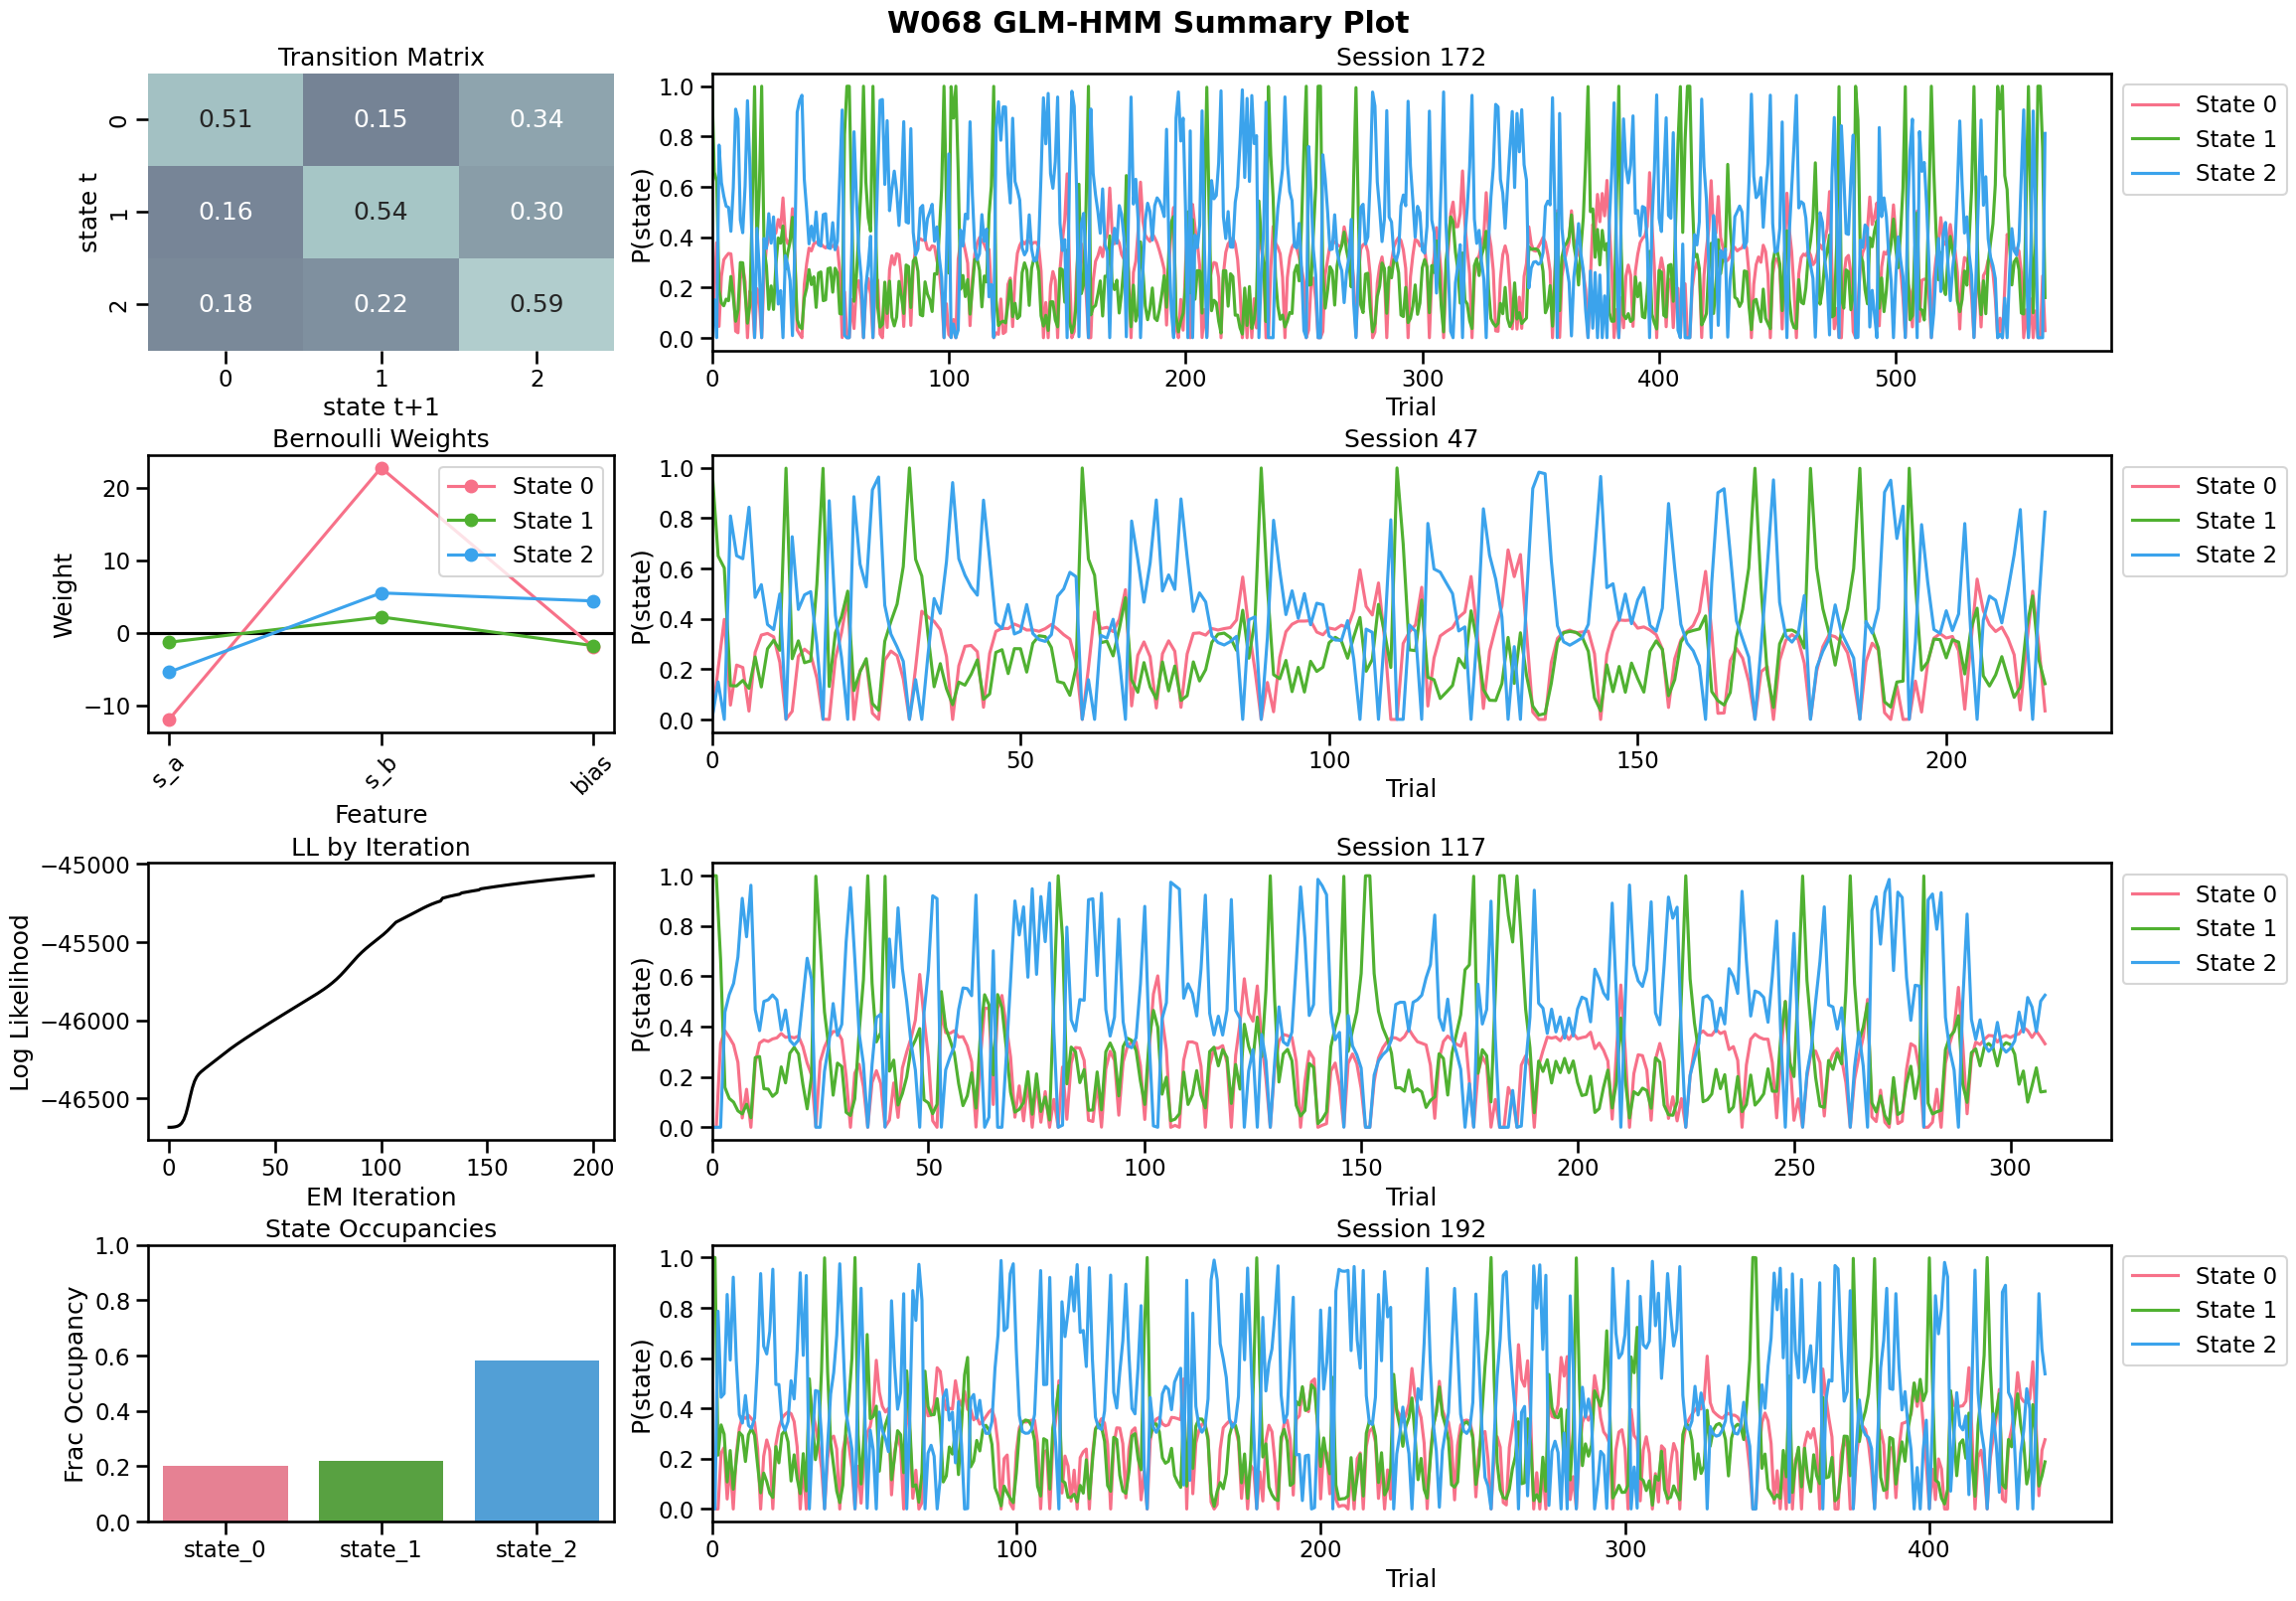 W068 GLM-HMM Summary Plot
Transition Matrix
0.51 0.15 0.34
0.16 0.54 0.30
0.18 0.22 0.59
0
1
2
state t
0 1 2
state t+1
Session 172
1.0
0.8
0.6
0.4
0.2
0.0
P(state)
0 100 200 300 400 500
Trial
State 0
State 1
State 2
Bernoulli Weights
20
10
0
−10
Weight
State 0
State 1
State 2
s_a s_b bias
Feature
Session 47
1.0
0.8
0.6
0.4
0.2
0.0
P(state)
0 50 100 150 200
Trial
State 0
State 1
State 2
LL by Iteration
−45000
−45500
−46000
−46500
Log Likelihood
0 50 100 150 200
EM Iteration
Session 117
1.0
0.8
0.6
0.4
0.2
0.0
P(state)
0 50 100 150 200 250 300
Trial
State 0
State 1
State 2
State Occupancies
1.0
0.8
0.6
0.4
0.2
0.0
Frac Occupancy
state_0 state_1 state_2
Session 192
1.0
0.8
0.6
0.4
0.2
0.0
P(state)
0 100 200 300 400
Trial
State 0
State 1
State 2